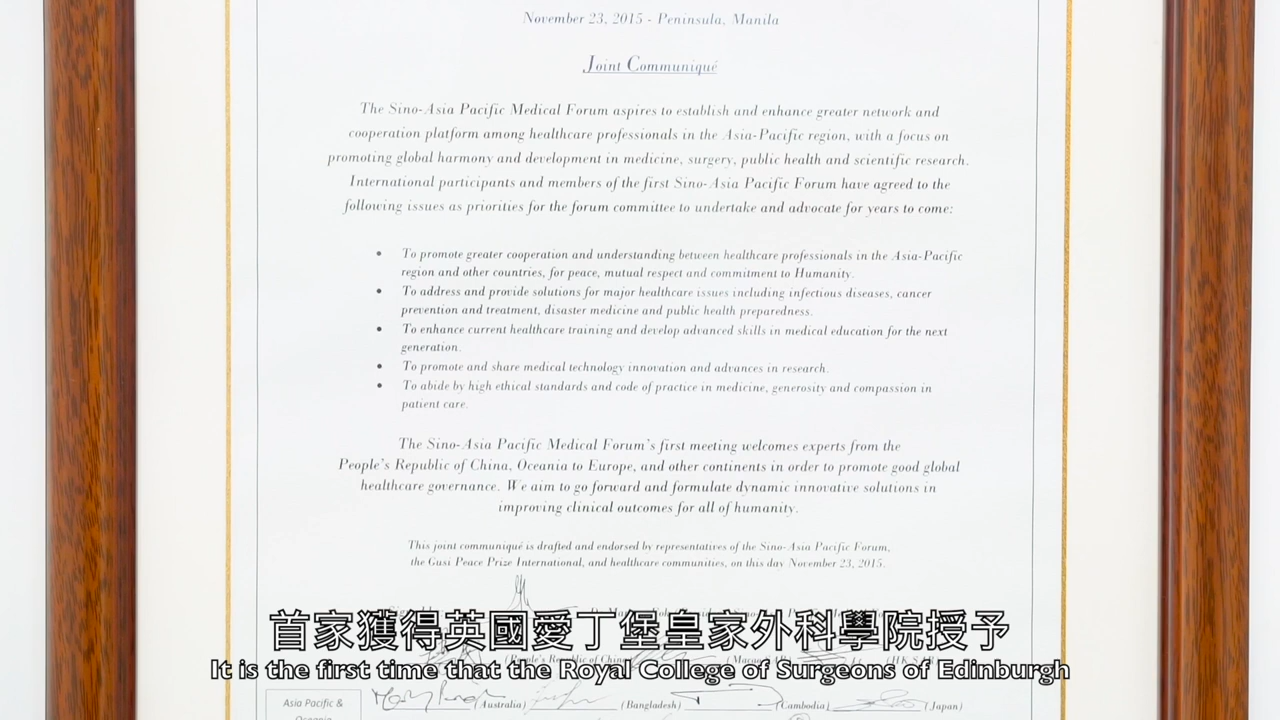 November 23, 2015 - Peninsula, Manila
Joint Communiqué
The Sino-Asia Pacific Medical Forum aspires to establish and enhance greater network and
cooperation platform among healthcare professionals in the Asia-Pacific region, with a focus on
promoting global harmony and development in medicine, surgery, public health and scientific research.
International participants and members of the first Sino-Asia Pacific Forum have agreed to the
following issues as priorities for the forum committee to undertake and advocate for years to come:
• To promote greater cooperation and understanding between healthcare professionals in the Asia-Pacific
region and other countries, for peace, mutual respect and commitment to Humanity.
• To address and provide solutions for major healthcare issues including infectious diseases, cancer
prevention and treatment, disaster medicine and public health preparedness.
• To enhance current healthcare training and develop advanced skills in medical education for the next
generation.
• To promote and share medical technology innovation and advances in research.
• To abide by high ethical standards and code of practice in medicine, generosity and compassion in
patient care.
The Sino-Asia Pacific Medical Forum's first meeting welcomes experts from the
People's Republic of China, Oceania to Europe, and other continents in order to promote good global
healthcare governance. We aim to go forward and formulate dynamic innovative solutions in
improving clinical outcomes for all of humanity.
This joint communiqué is drafted and endorsed by representatives of the Sino-Asia Pacific Forum,
the Gusi Peace Prize International, and healthcare communities, on this day November 23, 2015.
首家獲得英國愛丁堡皇家外科學院授予
(People's Republic of China
It is the first time that the Royal College of Surgeons of Edinburgh
Asia Pacific &
Oceania
(Australia) (Bangladesh) (Cambodia) (Japan)